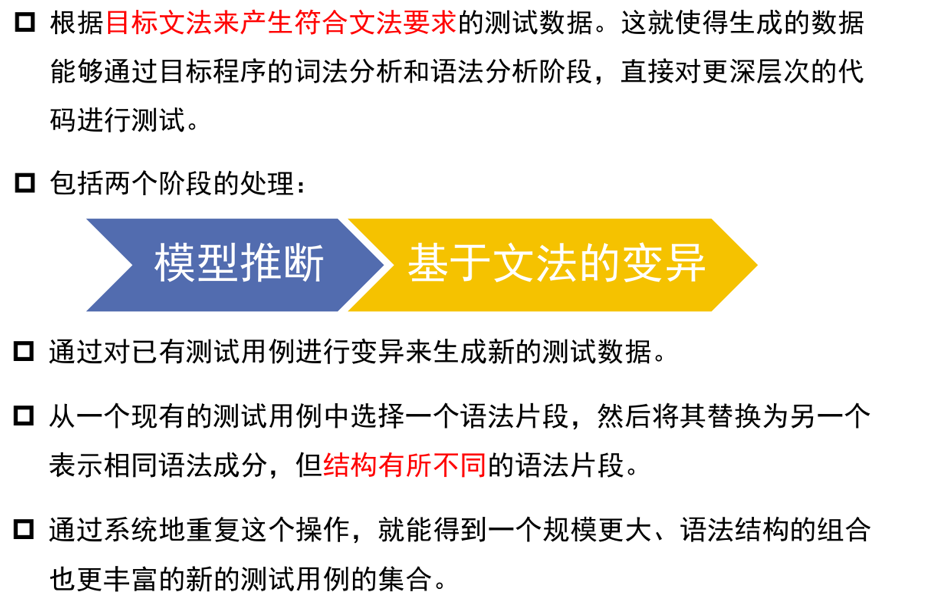 根据目标文法来产生符合文法要求的测试数据。这就使得生成的数据
能够通过目标程序的词法分析和语法分析阶段，直接对更深层次的代
码进行测试。
包括两个阶段的处理：
模型推断 基于文法的变异
通过对已有测试用例进行变异来生成新的测试数据。
从一个现有的测试用例中选择一个语法片段，然后将其替换为另一个
表示相同语法成分，但结构有所不同的语法片段。
通过系统地重复这个操作，就能得到一个规模更大、语法结构的组合
也更丰富的新的测试用例的集合。